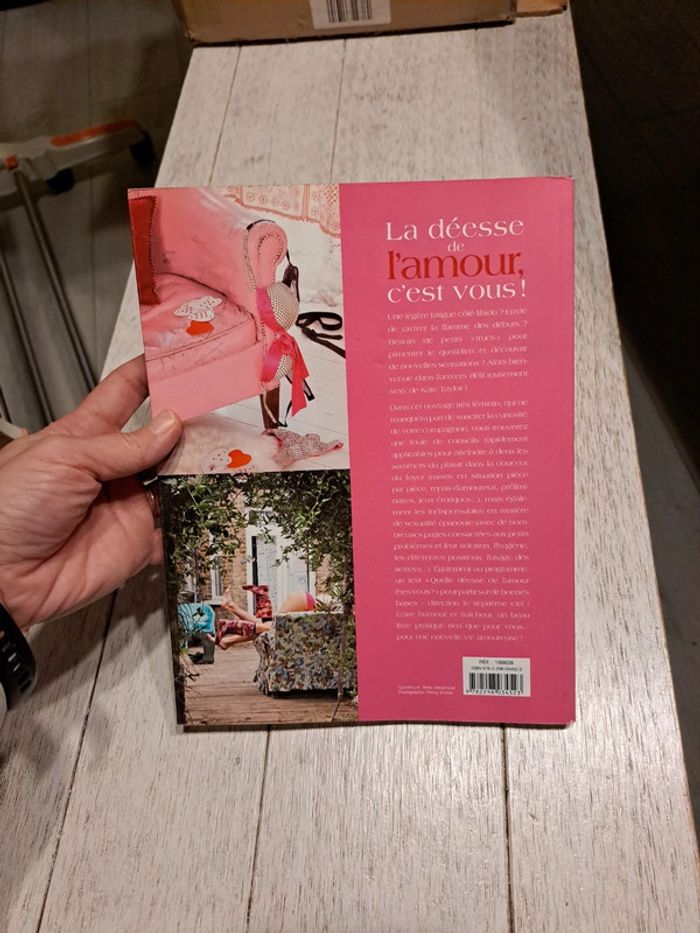 La déesse
de
l'amour,
c'est vous !
Une légère fatigue côté libido ? Envie
de raviver la flamme des débuts ?
Besoin de petits « trucs » pour
pimenter le quotidien et découvrir
de nouvelles sensations ? Alors bien-
venue dans l'univers délicieusement
sexy de Kate Taylor !
Dans cet ouvrage très féminin, qui ne
manquera pas de susciter la curiosité
de votre compagnon, vous trouverez
une foule de conseils rapidement
applicables pour atteindre à deux les
sommets du plaisir dans la douceur
du foyer (mises en situation pièce
par pièce, repas d'amoureux, prélimi-
naires, jeux érotiques...), mais égale-
ment les indispensables en matière
de sexualité épanouie (avec de nom-
breuses pages consacrées aux petits
problèmes et leur solution, l'hygiène,
les différentes positions, l'usage des
sextoys...). Également au programme,
un test « Quelle déesse de l'amour
êtes-vous ? » pour partir sur de bonnes
bases – direction le septième ciel !
Entre humour et fraîcheur, un beau
livre pratique rien que pour vous...
pour une nouvelle vie amoureuse !
RÉF. : 199638
9 782298 034523